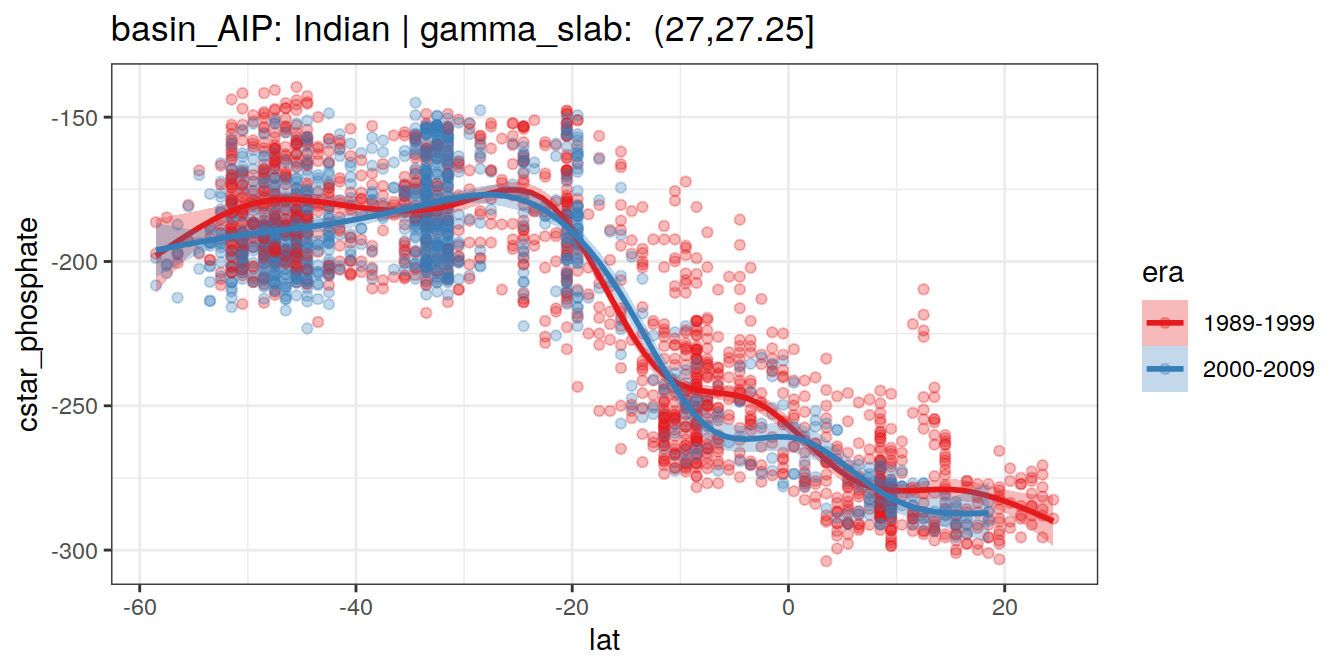 basin_AIP: Indian | gamma_slab:  (27,27.25]
cstar_phosphate
-150
-200
-250
-300
-60
-40
-20
0
20
lat
era
1989-1999
2000-2009